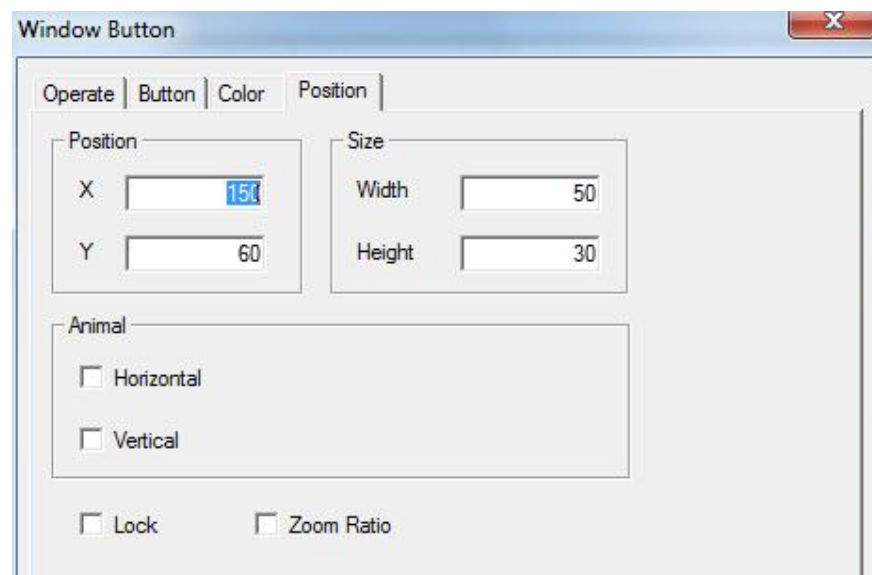 Window Button
Operate Button Color Position
Position Size
X 150 Width 50
Y 60 Height 30
Animal
Horizontal
Vertical
Lock Zoom Ratio